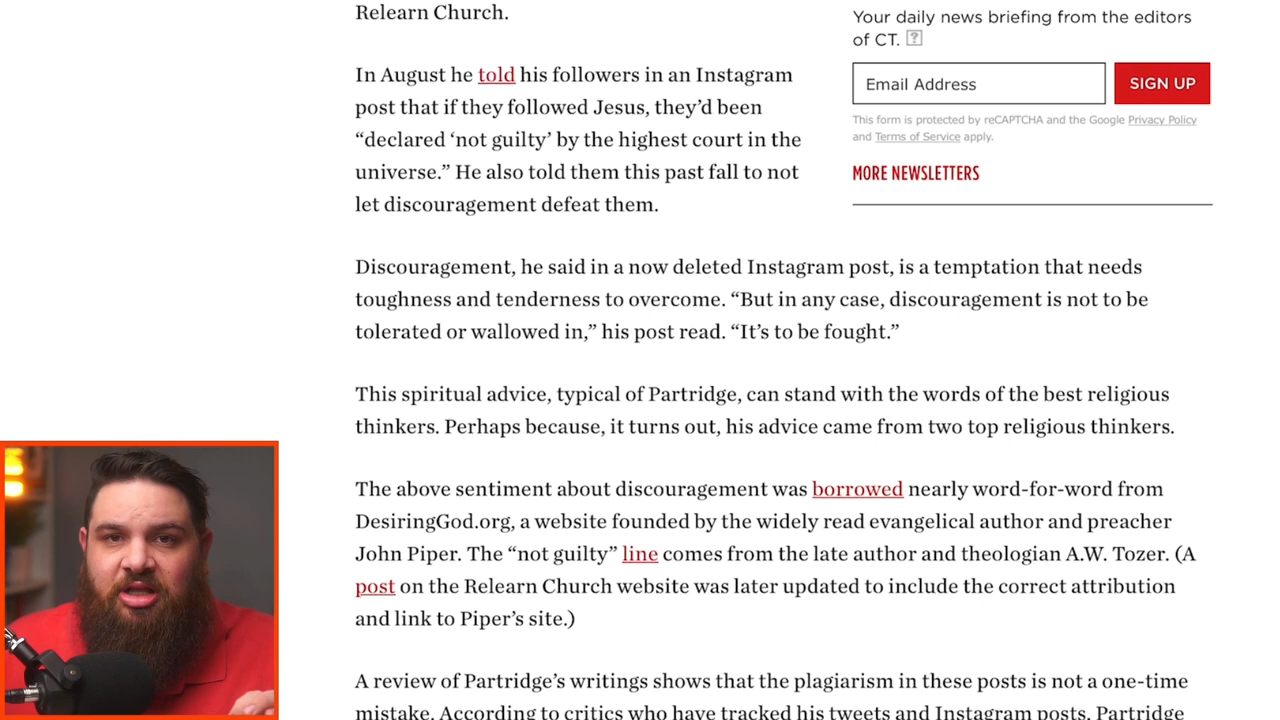 Relearn Church.
In August he told his followers in an Instagram
post that if they followed Jesus, they’d been
“declared ‘not guilty’ by the highest court in the
universe.” He also told them this past fall to not
let discouragement defeat them.
Your daily news briefing from the editors
of CT. ?
Email Address
SIGN UP
This form is protected by reCAPTCHA and the Google Privacy Policy
and Terms of Service apply.
MORE NEWSLETTERS
Discouragement, he said in a now deleted Instagram post, is a temptation that needs
toughness and tenderness to overcome. “But in any case, discouragement is not to be
tolerated or wallowed in,” his post read. “It’s to be fought.”
This spiritual advice, typical of Partridge, can stand with the words of the best religious
thinkers. Perhaps because, it turns out, his advice came from two top religious thinkers.
The above sentiment about discouragement was borrowed nearly word-for-word from
DesiringGod.org, a website founded by the widely read evangelical author and preacher
John Piper. The “not guilty” line comes from the late author and theologian A.W. Tozer. (A
post on the Relearn Church website was later updated to include the correct attribution
and link to Piper’s site.)
A review of Partridge’s writings shows that the plagiarism in these posts is not a one-time
mistake. According to critics who have tracked his tweets and Instagram posts, Partridge